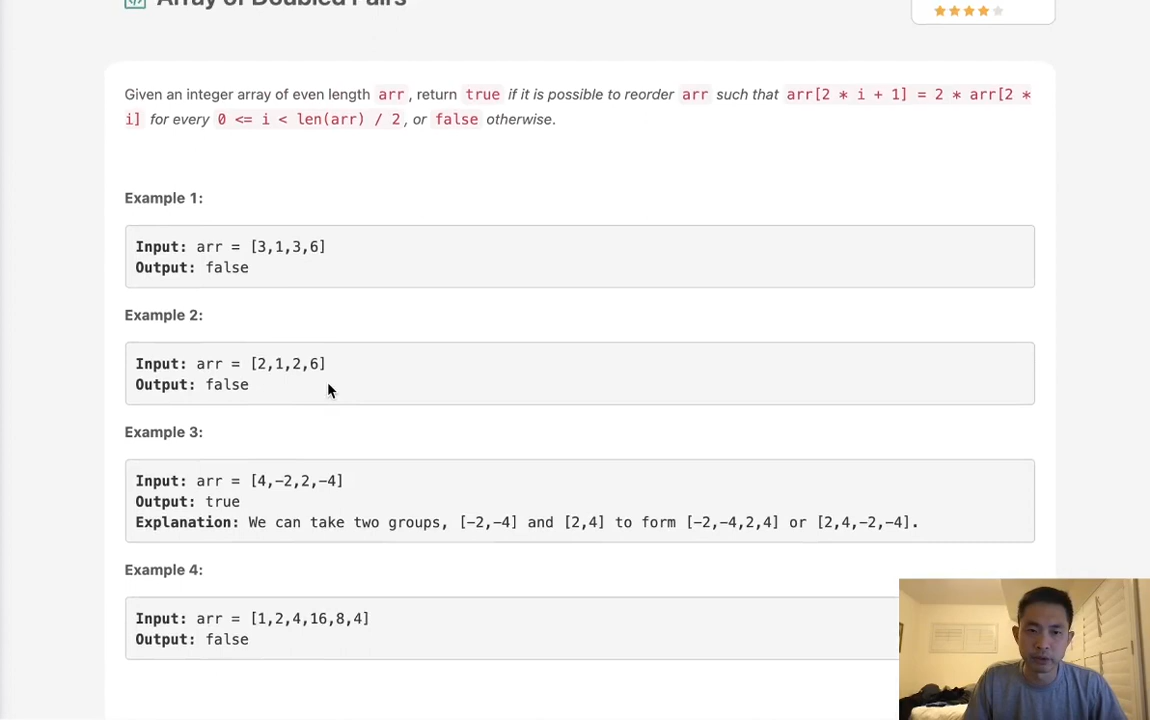 Array of Doubled Pairs
Given an integer array of even length arr, return true if it is possible to reorder arr such that arr[2 * i + 1] = 2 * arr[2 *
i] for every 0 <= i < len(arr) / 2, or false otherwise.
Example 1:
Input: arr = [3,1,3,6]
Output: false
Example 2:
Input: arr = [2,1,2,6]
Output: false
Example 3:
Input: arr = [4,−2,2,−4]
Output: true
Explanation: We can take two groups, [−2,−4] and [2,4] to form [−2,−4,2,4] or [2,4,−2,−4].
Example 4:
Input: arr = [1,2,4,16,8,4]
Output: false